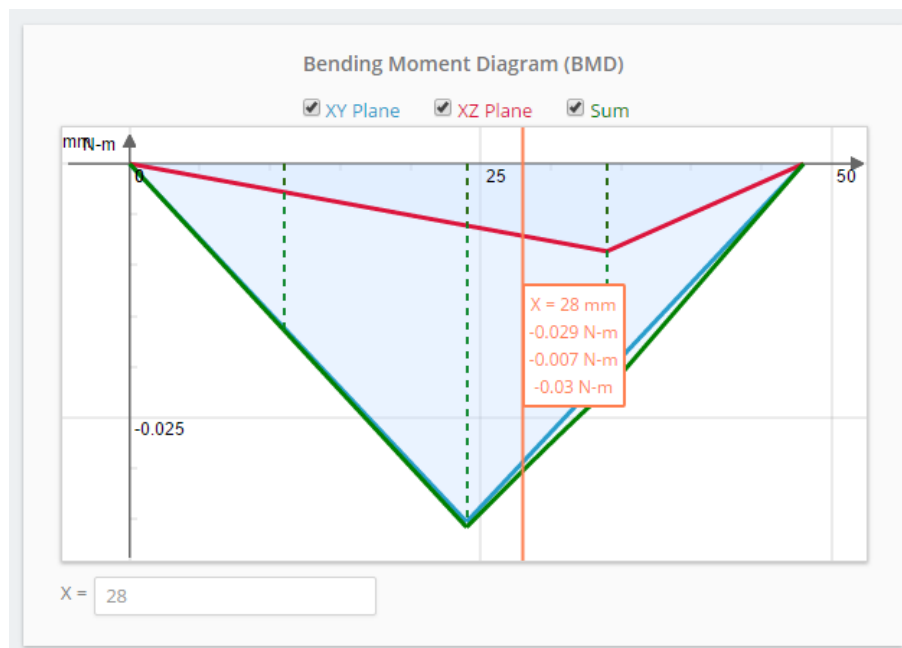 Bending Moment Diagram (BMD)
XY Plane XZ Plane Sum
mm N-m
0 25 50
X = 28 mm
-0.029 N-m
-0.007 N-m
-0.03 N-m
-0.025
X = 28